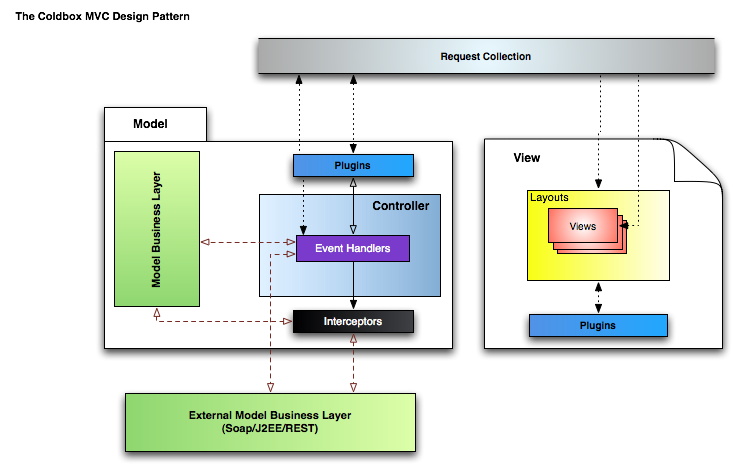 The Coldbox MVC Design Pattern
Request Collection
Model
Plugins
Controller
Model Business Layer
Event Handlers
Interceptors
External Model Business Layer
(Soap/J2EE/REST)
View
Layouts
Views
Plugins